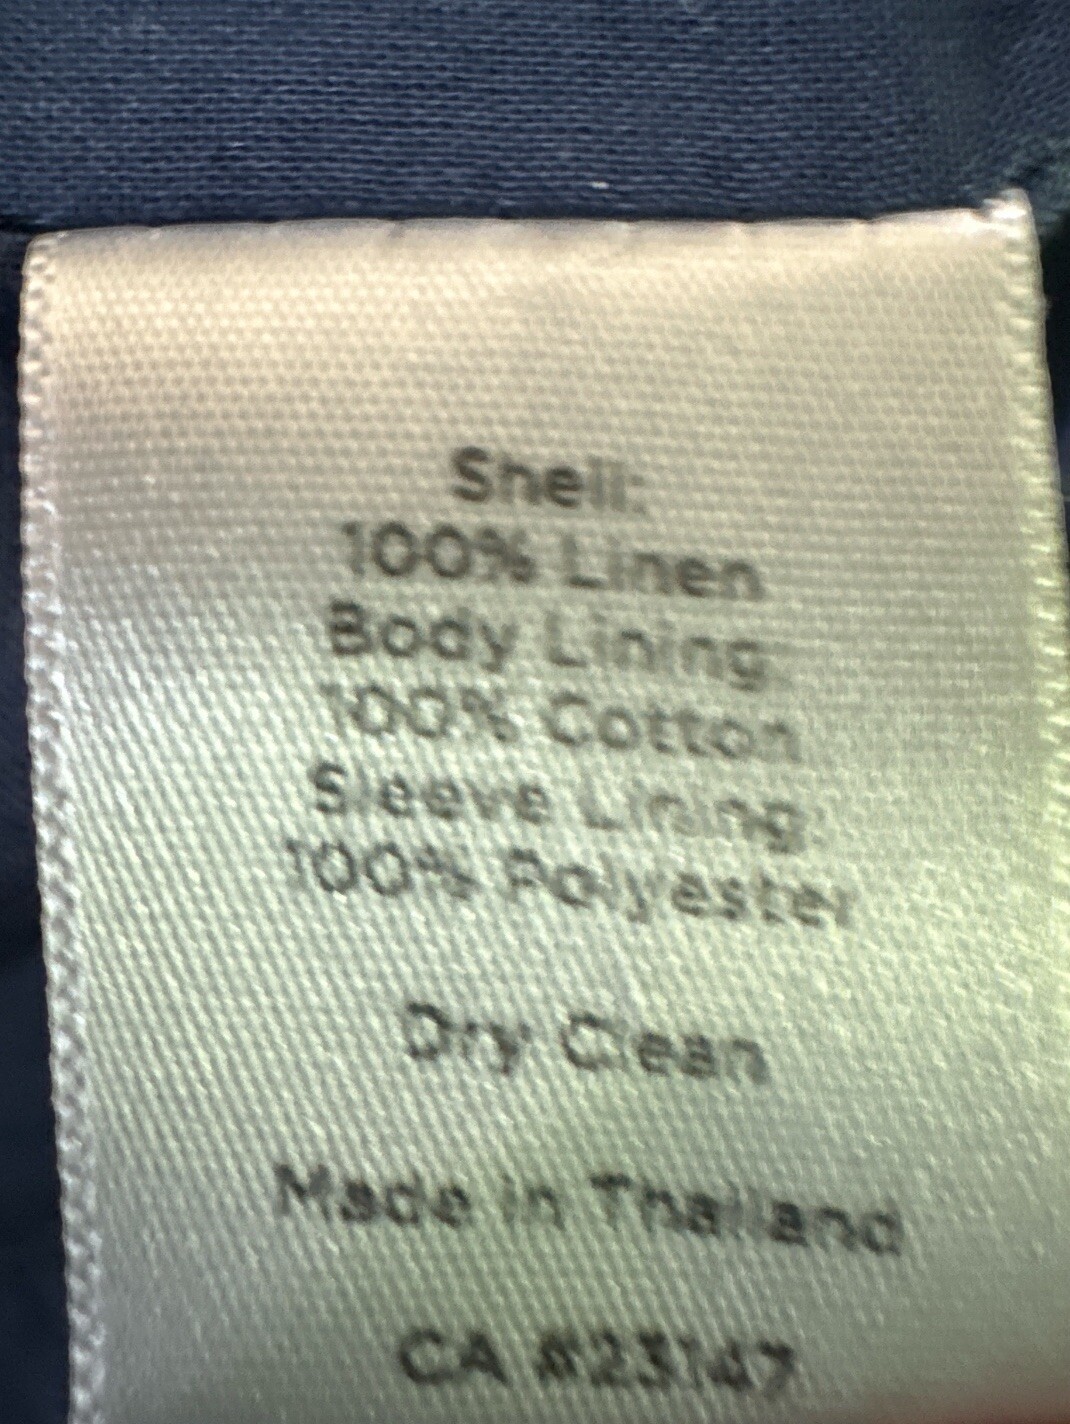 Shell:
100% Linen
Body Lining:
100% Cotton
Sleeve Lining:
100% Polyester
Dry Clean
Made in Thailand
CA #23147